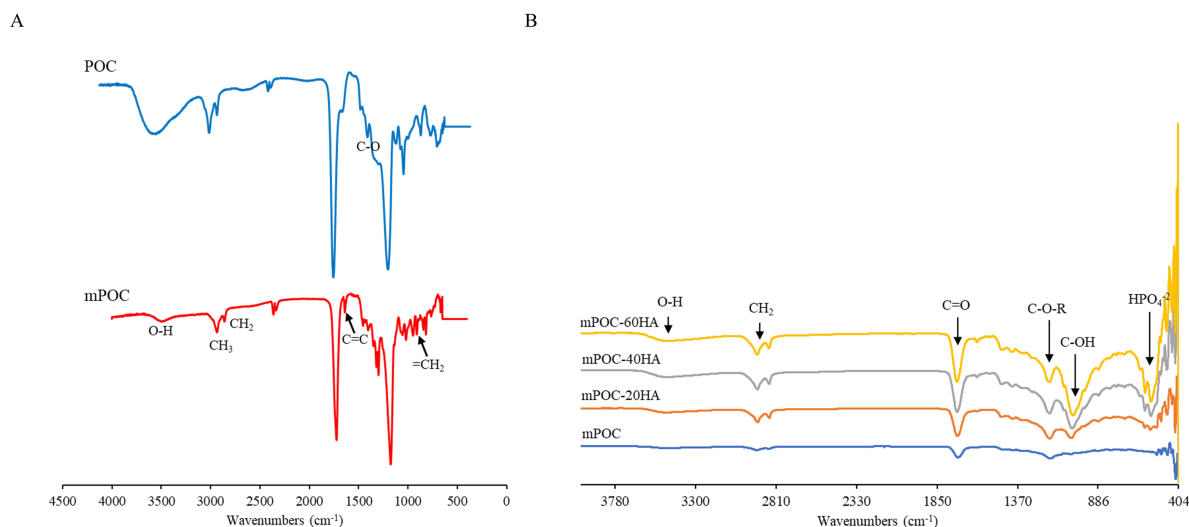 A
POC
C-O
mPOC
O-H
CH3
CH2
C=C
=CH2
4500 4000 3500 3000 2500 2000 1500 1000 500 0
Wavenumbers (cm-1)
B
O-H
CH2
C=O
C-O-R
C-OH
HPO4-2
mPOC-60HA
mPOC-40HA
mPOC-20HA
mPOC
3780 3300 2810 2330 1850 1370 886 404
Wavenumbers (cm-1)